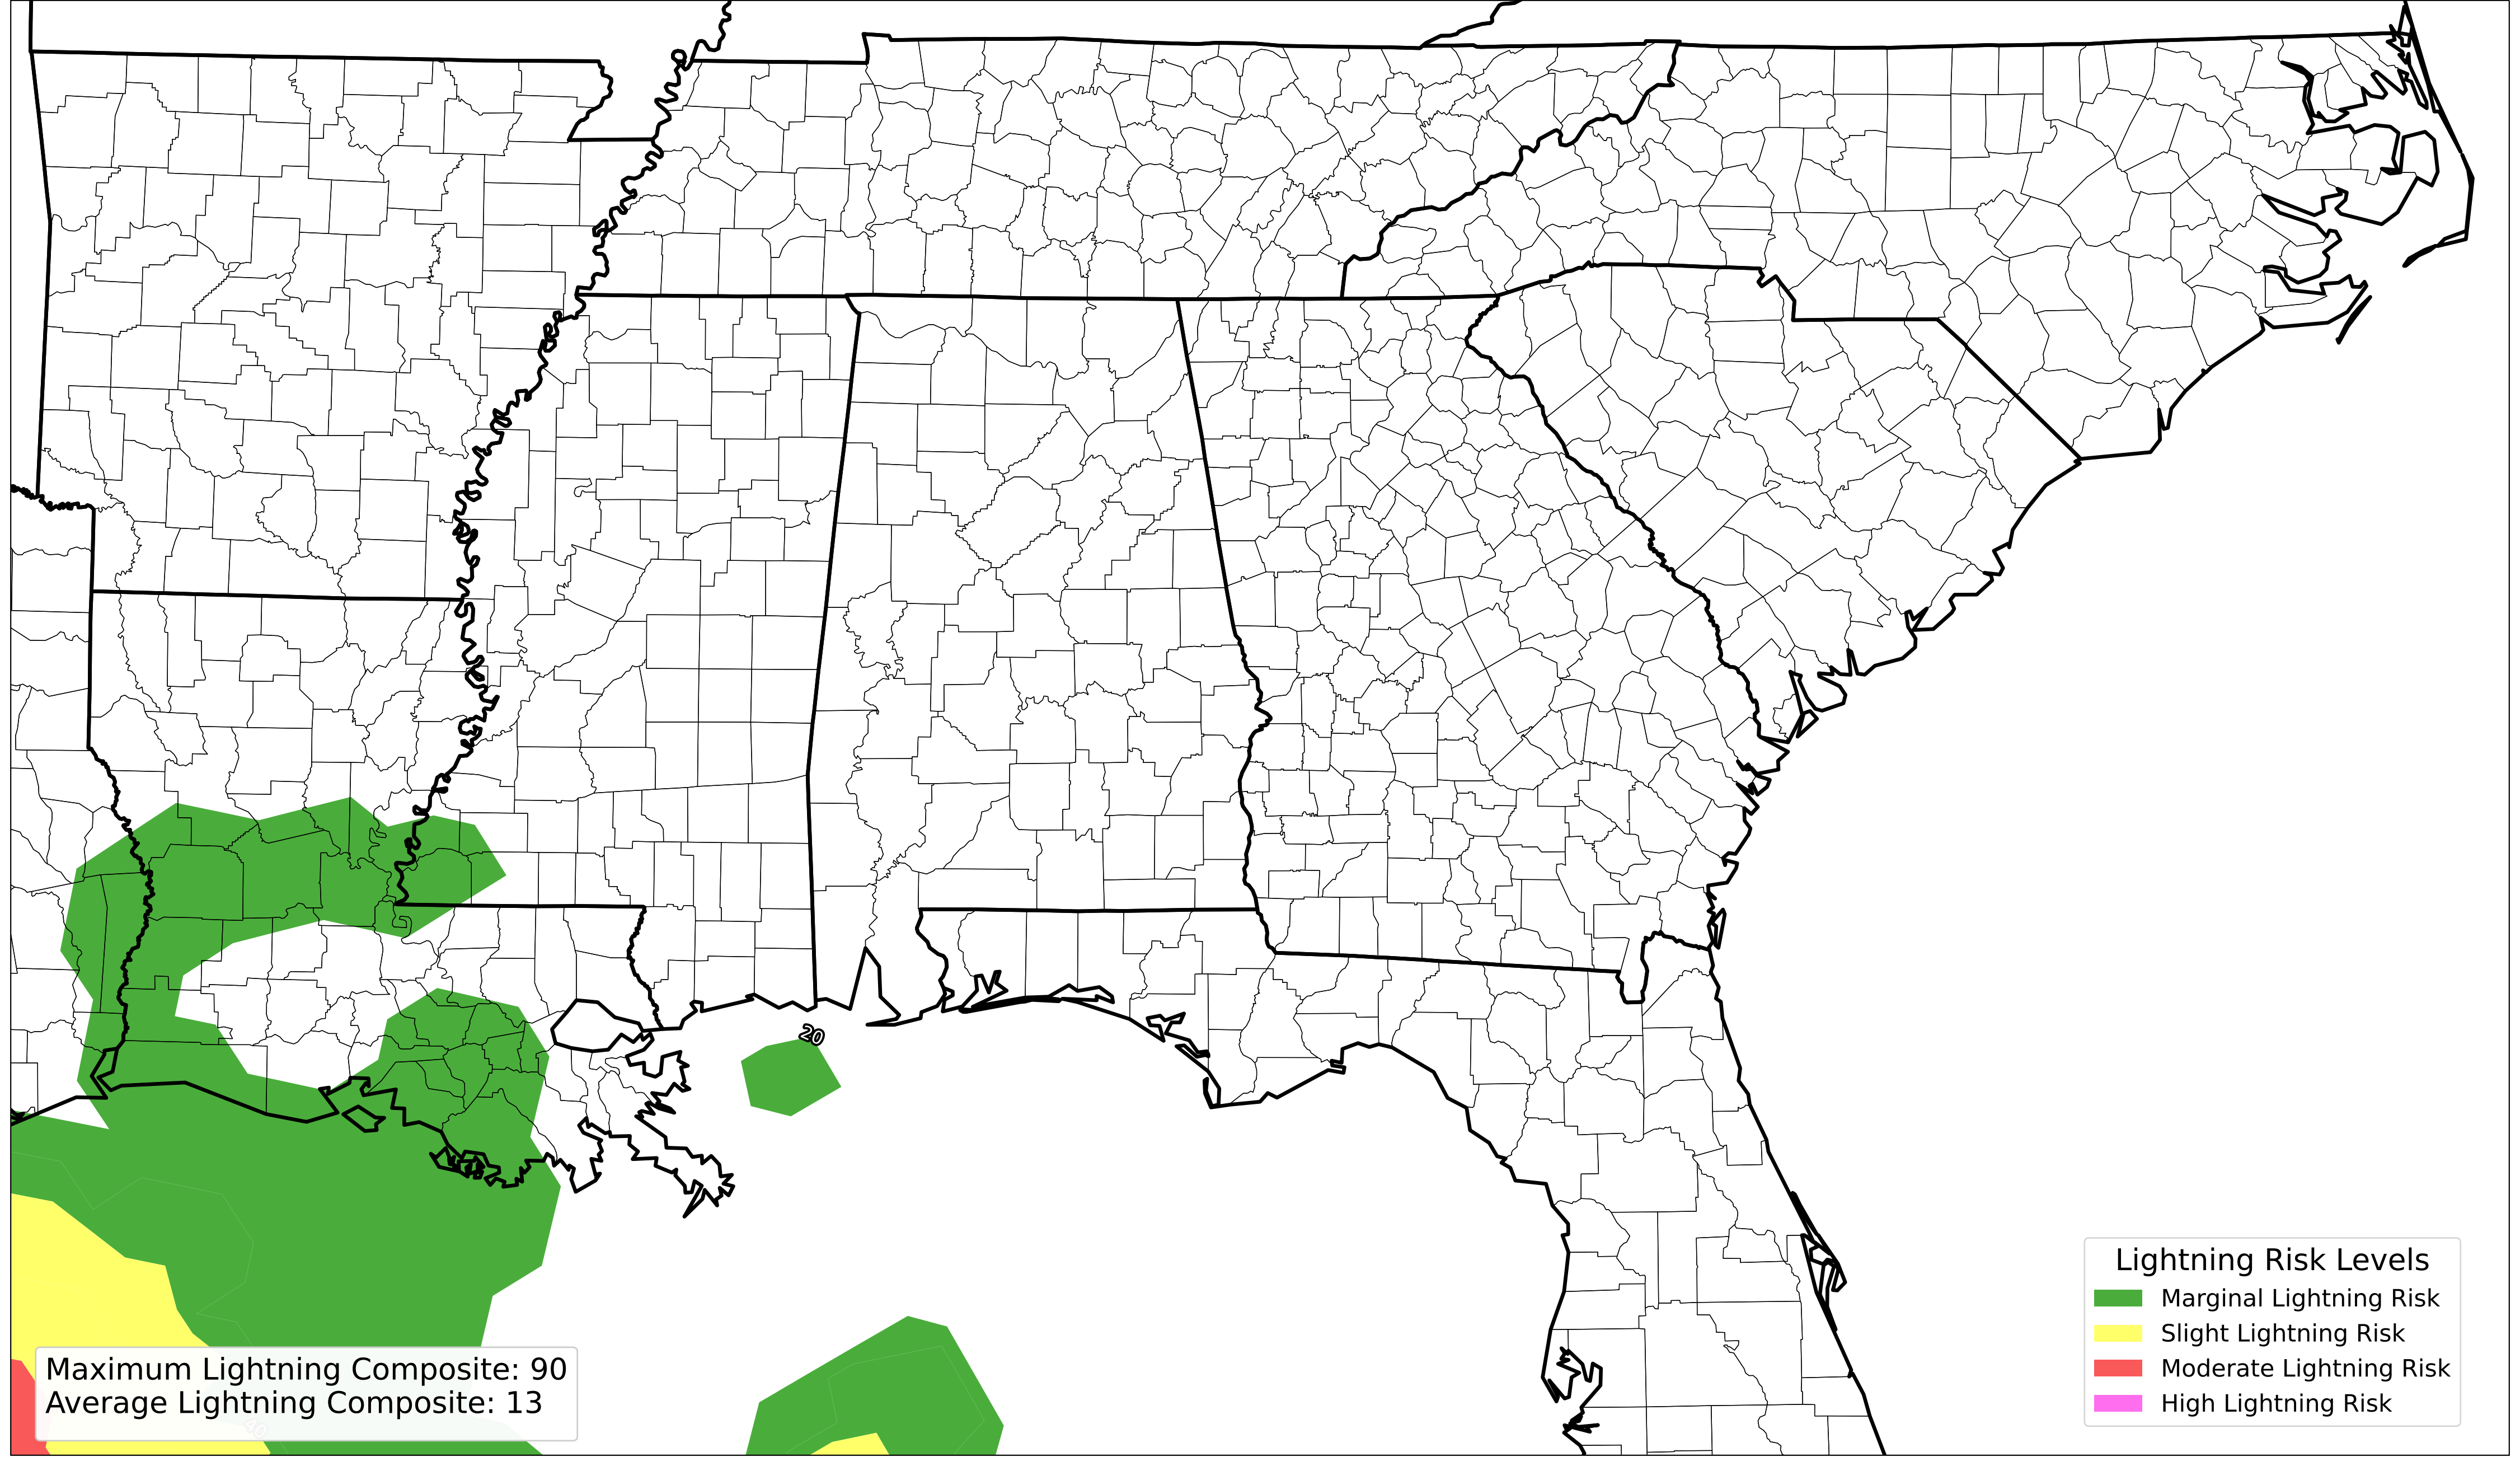 20
Lightning Risk Levels
Marginal Lightning Risk
Slight Lightning Risk
Moderate Lightning Risk
High Lightning Risk
Maximum Lightning Composite: 90
Average Lightning Composite: 13